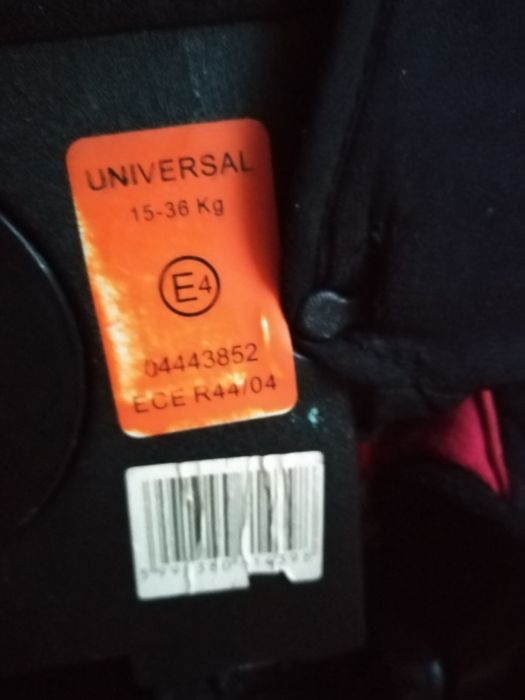 UNIVERSAL
15-36 Kg
E4
04443852
ECE R44/04